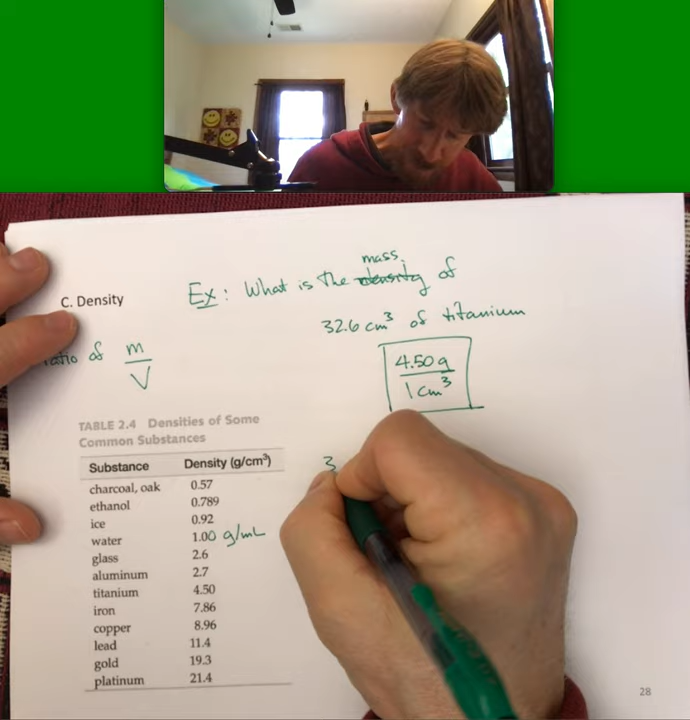 Ex: What is the density of
mass
C. Density
32.6 cm³ of titanium
ratio of m
V
4.50 g
1 cm³
TABLE 2.4 Densities of Some
Common Substances
Substance Density (g/cm³)
charcoal, oak 0.57
ethanol 0.789
ice 0.92
water 1.00 g/mL
glass 2.6
aluminum 2.7
titanium 4.50
iron 7.86
copper 8.96
lead 11.4
gold 19.3
platinum 21.4
3
28